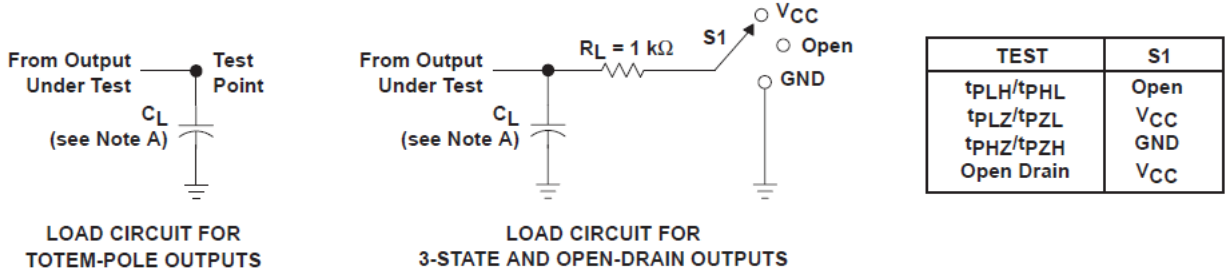 From Output
Under Test
Test
Point
CL
(see Note A)
LOAD CIRCUIT FOR
TOTEM-POLE OUTPUTS
From Output
Under Test
RL = 1 kΩ
S1
VCC
Open
GND
CL
(see Note A)
LOAD CIRCUIT FOR
3-STATE AND OPEN-DRAIN OUTPUTS
TEST S1
tPLH/tPHL Open
tPLZ/tPZL VCC
tPHZ/tPZH GND
Open Drain VCC